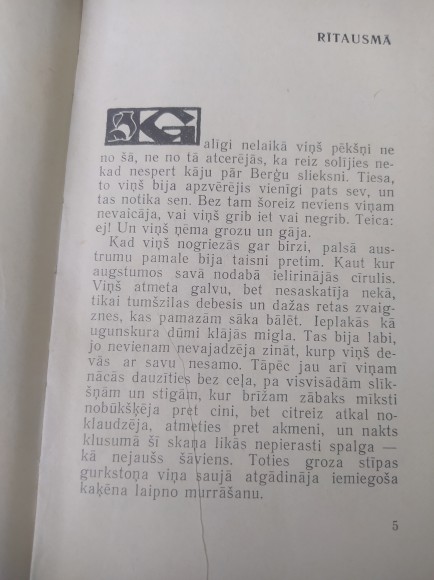 RĪTAUSMĀ
Galīgi nelaikā viņš pēkšņi ne
no šā, ne no tā atcerējās, ka reiz solījies ne-
kad nespert kāju pār Berģu slieksni. Tiesa,
to viņš bija apzvērējis vienīgi pats sev, un
tas notika sen. Bez tam šoreiz neviens viņam
nevaicāja, vai viņš grib iet vai negrib. Teica:
ej! Un viņš ņēma grozu un gāja.
Kad viņš nogriezās gar birzi, palsā aus-
trumu pamale bija taisni pretim. Kaut kur
augstumos savā nodabā ielirinājās cīrulis.
Viņš atmeta galvu, bet nesaskatīja nekā,
tikai tumšzilas debesis un dažas retas zvaig-
znes, kas pamazām sāka bālēt. Ieplakās kā
ugunskura dūmi klājās migla. Tas bija labi,
jo nevienam nevajadzēja zināt, kurp viņš de-
vās ar savu nesamo. Tāpēc jau arī viņam
nācās dauzīties bez ceļa, pa visvisādām slīk-
šņām un stigām, kur brīžam zābaks mīksti
nobūkšķēja pret cini, bet citreiz atkal no-
klaudzēja, atmeties pret akmeni, un nakts
klusumā šī skaņa likās nepierasti spalga —
kā nejaušs šāviens. Toties groza stīpas
gurkstoņa viņa saujā atgādināja iemiegoša
kaķēna laipno murrāšanu.
5